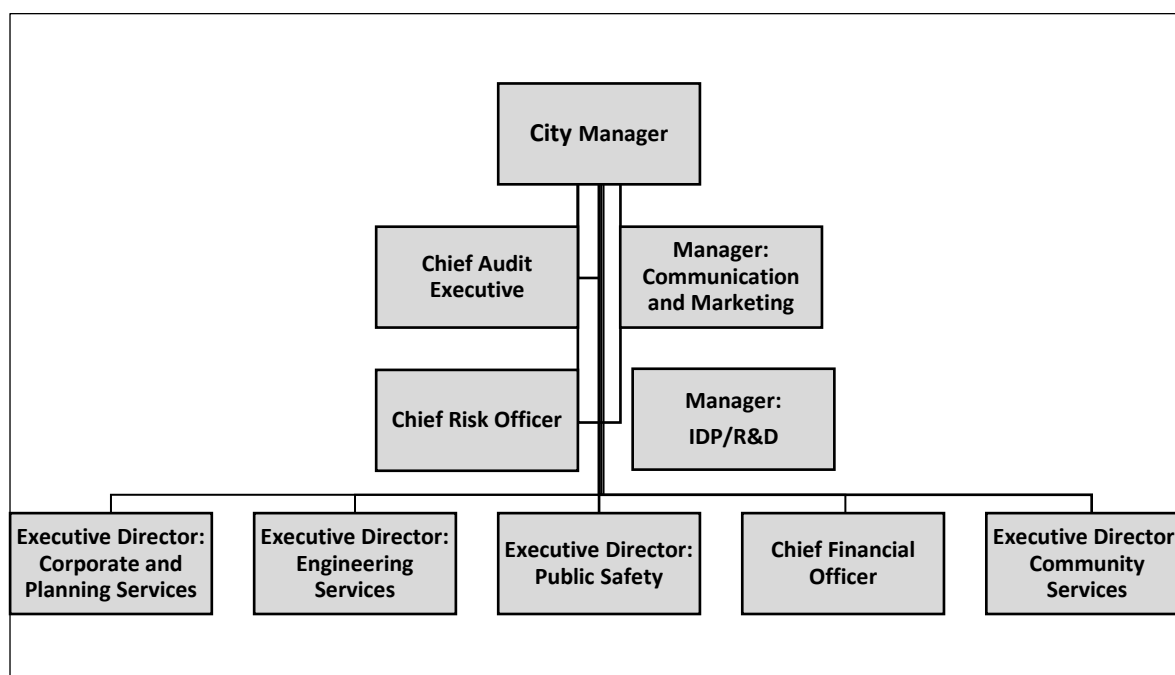 City Manager
Chief Audit
Executive
Manager:
Communication
and Marketing
Chief Risk Officer
Manager:
IDP/R&D
Executive Director:
Corporate and
Planning Services
Executive Director:
Engineering
Services
Executive Director:
Public Safety
Chief Financial
Officer
Executive Director
Community
Services